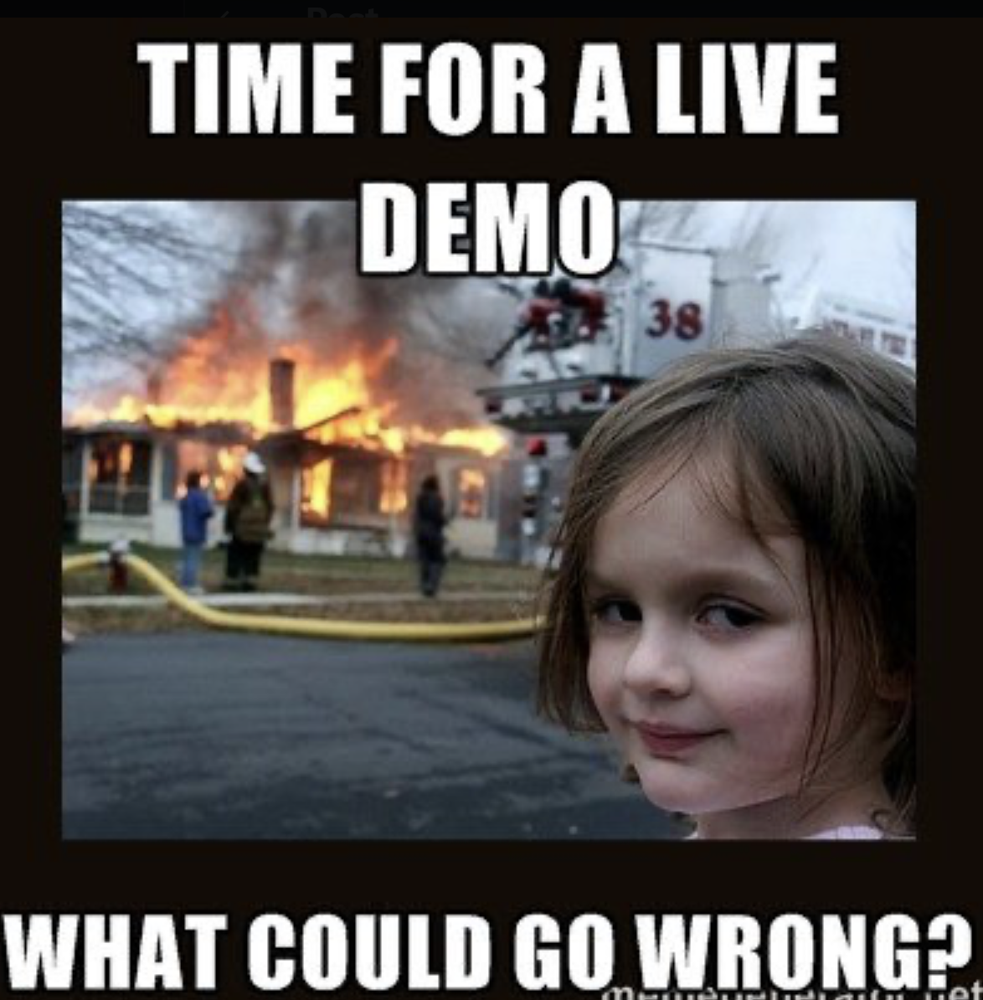 TIME FOR A LIVE
DEMO
38
WHAT COULD GO WRONG?